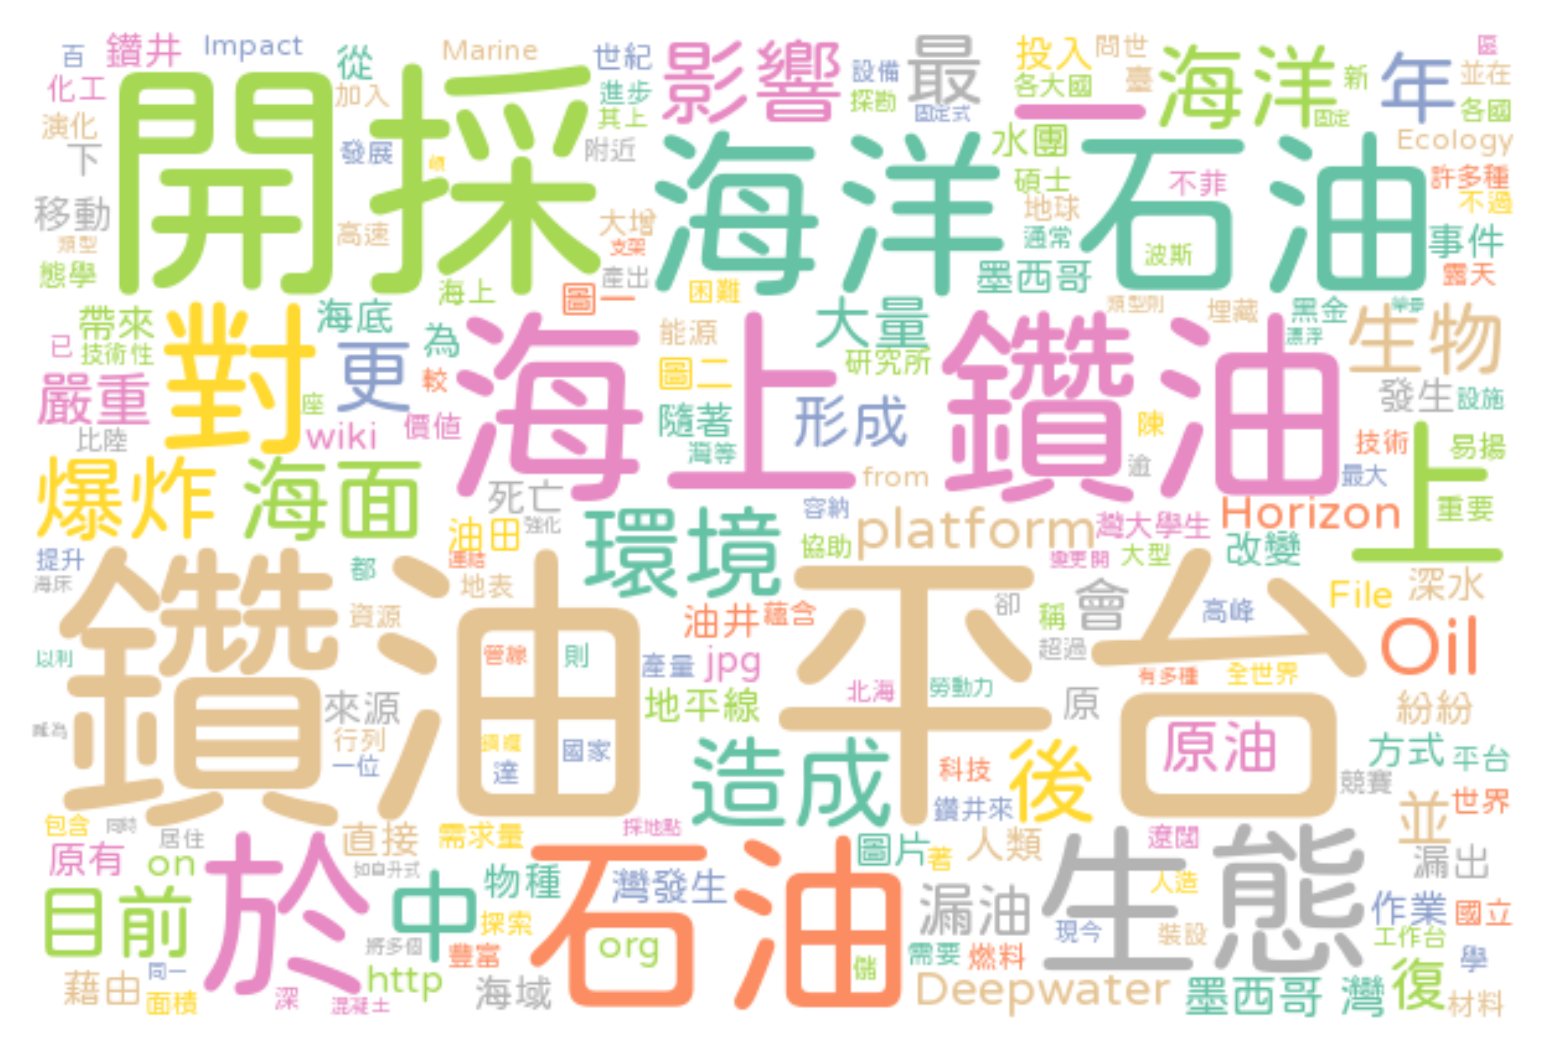 百 鑽井 Impact 從 Marine 世紀 影響 設備 最 投入 問世 海洋 新 年 區
化工 加入 進步 探勘 各大國 臺 並在
演化 開採 其上 固定式 一 固定 各國
下 發展 附近 海洋石油 水團 Ecology
移動 高速 大增 碩士 不菲 許多種
類型 支架 地球 不過
態學 產出 通常 波斯 事件
海上 圖一 困難 墨西哥 露天
帶來 海底 為 能源 大量 類型則 埋藏 黑金 生物
已 技術性 對 更 海上鑽油 研究所 漂浮
嚴重 座 較 圖二 發生 設施
比陸 wiki 價值 隨著 形成 陳 技術 易揚
爆炸 海面 灣等 from 逾 最大 上
死亡 容納 platform 灣大學生 Horizon 重要
油田 強化 環境 協助 變更開 大型 改變
提升 連結 都 地表
海床 鑽油平台 資源 油井 蘊含 卻 會 稱 高峰 File 深水
以利 管線 則 產量 jpg 超過 有多種 全世界 Oil
來源 地平線 北海 勞動力 原 紛紛
成為 行列 鋼纜 國家 原油 方式 平台
一位 達 造成 科技 後 競賽
包含 同時 居住 直接 需求量 採地點 鑽井來 並 世界
原有 on 如自升式 圖片 著 人類 遼闊 漏出
目前 於 中 物種 石油 灣發生 漏油 生態 人造 作業 國立
將多個 探索 org 現今 裝設 工作台
藉由 同一 http 豐富 儲 需要 燃料 學
面積 深 混凝土 海域 Deepwater 墨西哥 灣 復 材料